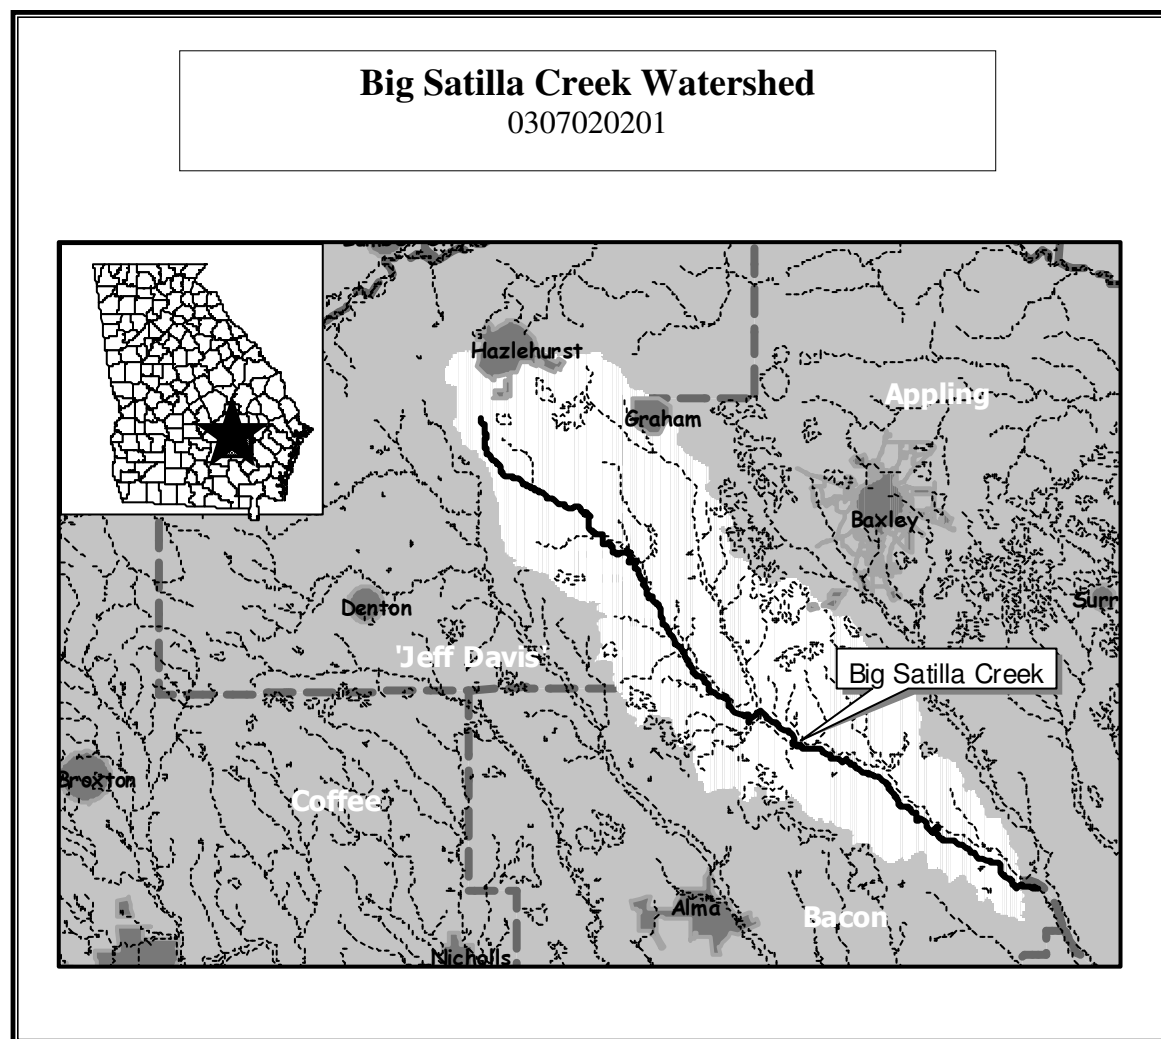 Big Satilla Creek Watershed
0307020201
Hazlehurst
Appling
Graham
Baxley
Denton
Surr
'Jeff Davis'
Big Satilla Creek
Broxton
Coffee
Alma
Bacon
Nicholls